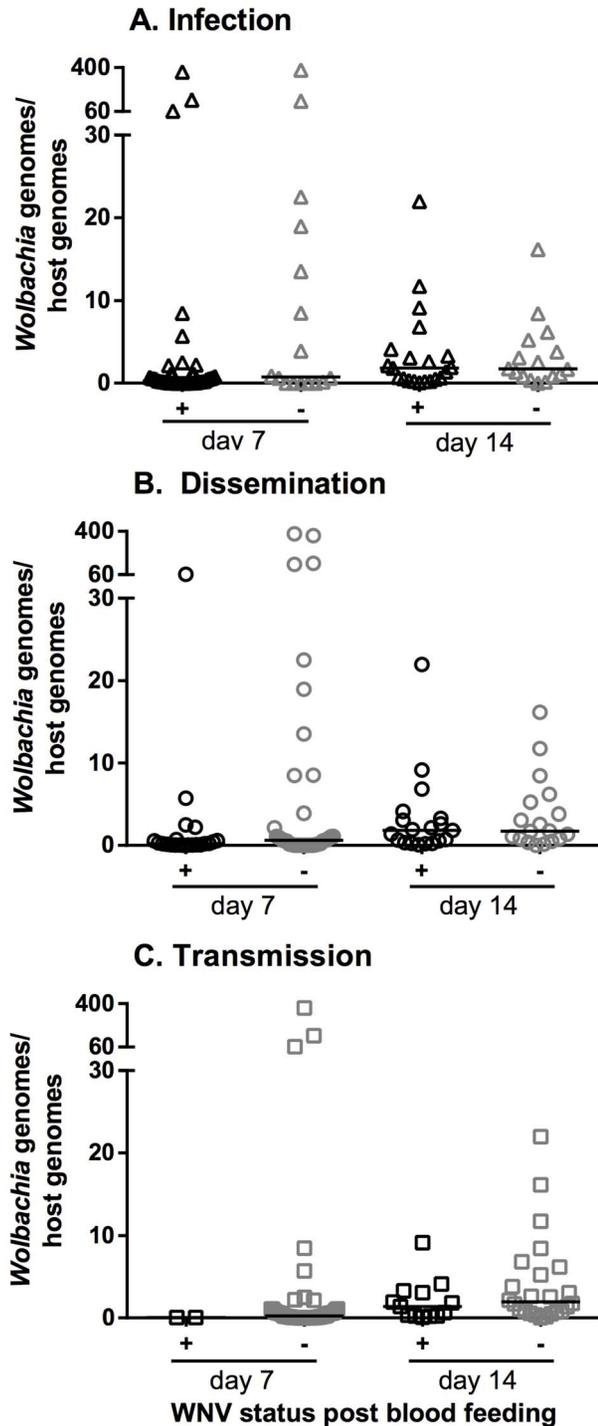 A. Infection
Wolbachia genomes/
host genomes
400
60
30
20
10
0
+ - + -
dav 7 day 14
B. Dissemination
Wolbachia genomes/
host genomes
400
60
30
20
10
0
+ - + -
day 7 day 14
C. Transmission
Wolbachia genomes/
host genomes
400
60
30
20
10
0
+ - + -
day 7 day 14
WNV status post blood feeding